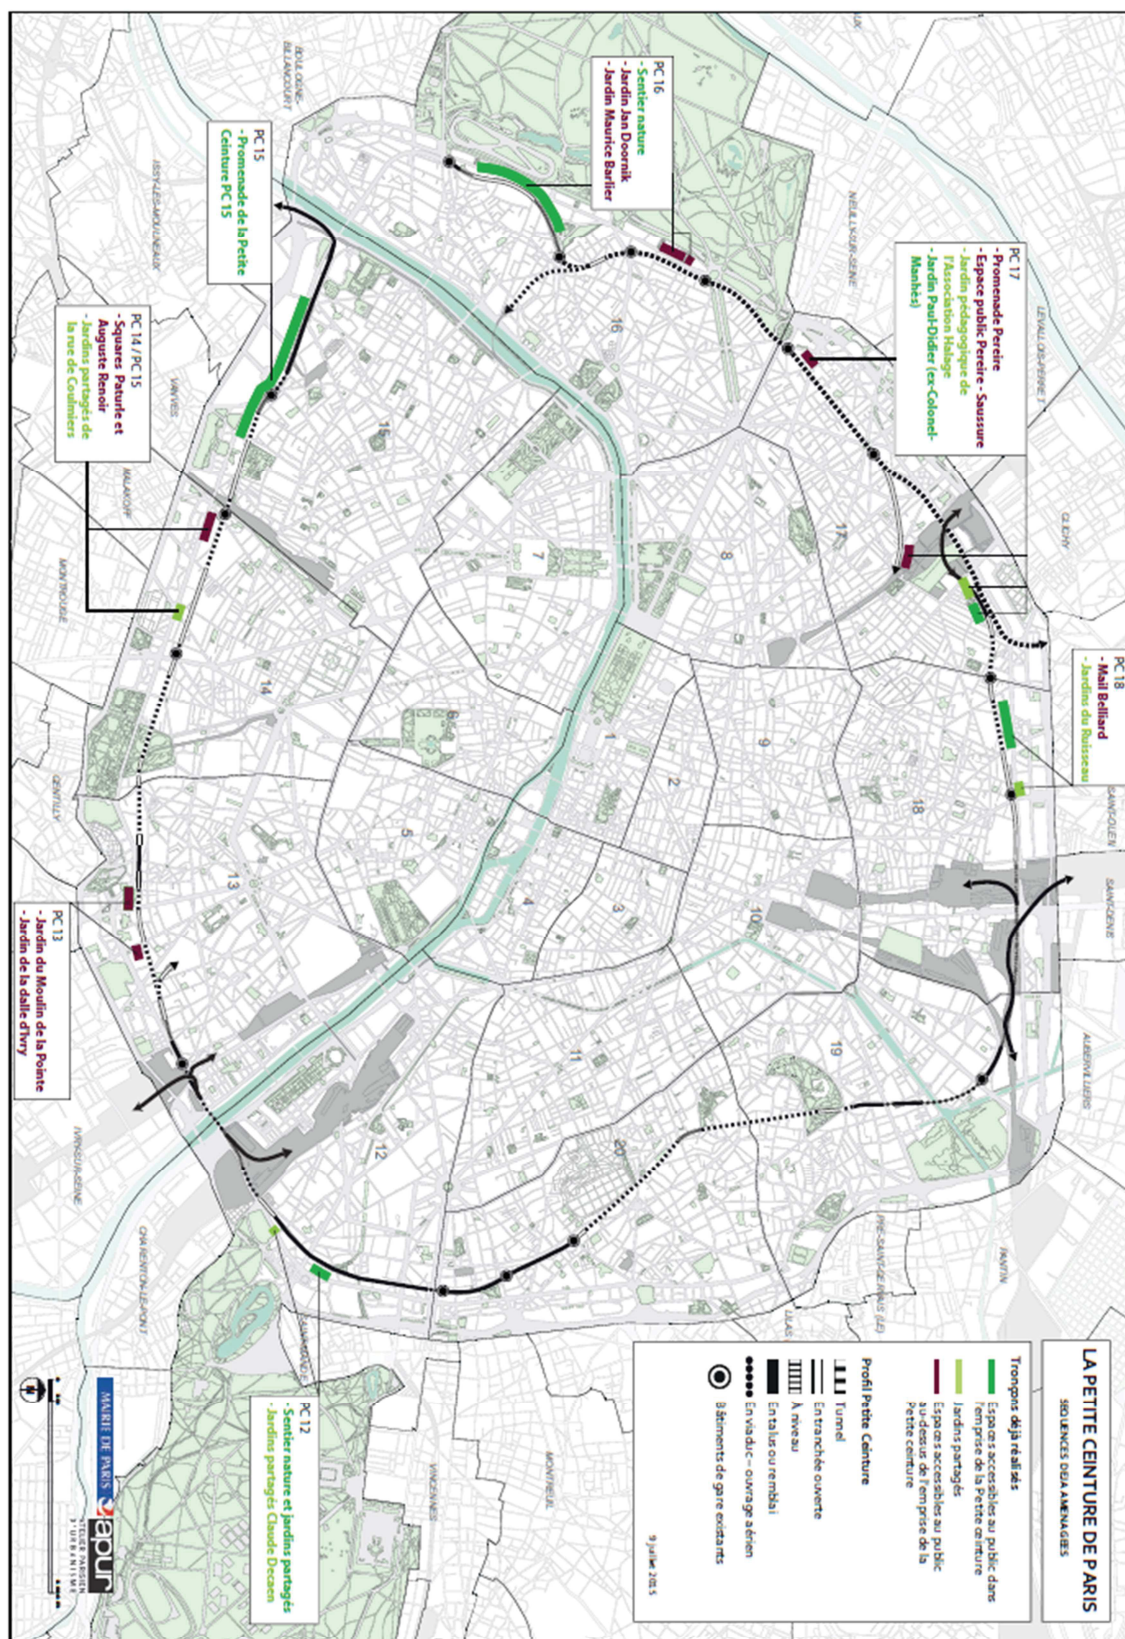 LA PETITE CEINTURE DE PARIS
SEQUENCES DEJA AMENAGEES
Tronçons déjà réalisés
Espaces accessibles au public dans
l'emprise de la Petite ceinture
Jardins partagés
Espaces accessibles au public
au-dessus de l'emprise de la
Petite ceinture
Profil Petite Ceinture
Tunnel
En tranchée ouverte
À niveau
En talus ou remblai
En viaduc – ouvrage aérien
Bâtiments de gare existants
9 juillet 2015
PC 16
- Sentier nature
- Jardin Jan Doornik
- Jardin Maurice Barlier
PC 17
- Promenade Pereire
- Espace public Pereire - Saussure
- Jardin pédagogique de
l'Association Halage
- Jardin Paul-Didier (ex-Colonel-
Manhès)
PC 18
- Mail Belliard
- Jardins du Ruisseau
PC 15
- Promenade de la Petite
Ceinture PC 15
PC 14 / PC 15
- Squares Paturle et
Auguste Renoir
- Jardins partagés de
la rue de Coulmiers
PC 13
- Jardin du Moulin de la Pointe
- Jardin de la dalle d'Ivry
PC 12
- Sentier nature et jardins partagés
- Jardins partagés Claude Decaen
BOULOGNE-
BILLANCOURT
ISSY-LES-MOULINEAUX
VANVES
MALAKOFF
MONTROUGE
GENTILLY
IVRY-SUR-SEINE
CHARENTON-LE-PONT
SAINT-MANDE
VINCENNES
MONTREUIL
LILAS
PRE-SAINT-GERVAIS (LE)
PANTIN
AUBERVILLIERS
SAINT-DENIS
SAINT-OUEN
CLICHY
LEVALLOIS-PERRET
NEUILLY-SUR-SEINE
1
2
3
4
5
6
7
8
9
10
11
12
13
14
15
16
17
18
19
20
N
MAIRIE DE PARIS
apur
ATELIER PARISIEN
D'URBANISME